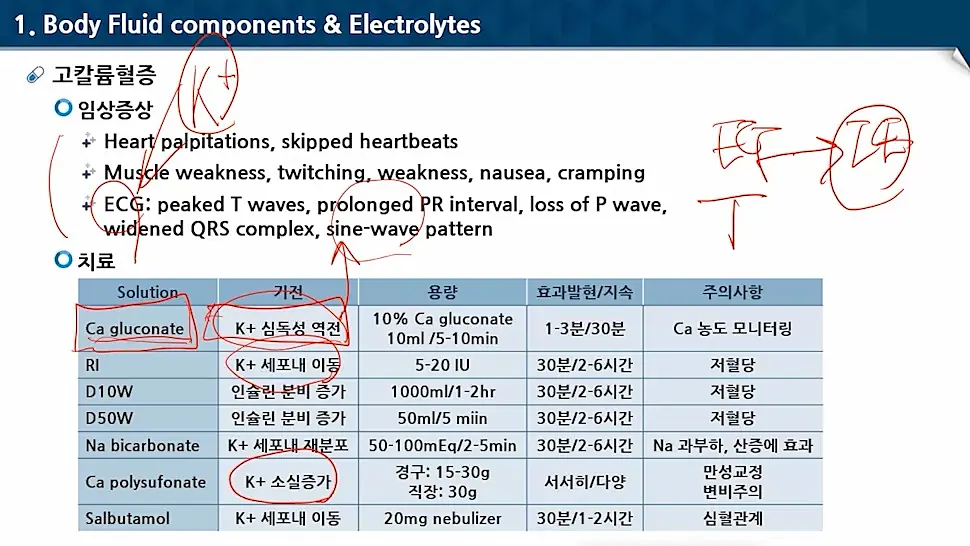 1. Body Fluid components & Electrolytes
고칼륨혈증
K+
임상증상
Heart palpitations, skipped heartbeats
Muscle weakness, twitching, weakness, nausea, cramping
ECG: peaked T waves, prolonged PR interval, loss of P wave,
widened QRS complex, sine-wave pattern
치료
Solution 기전 용량 효과발현/지속 주의사항
Ca gluconate K+ 심독성 역전 10% Ca gluconate 10ml /5-10min 1-3분/30분 Ca 농도 모니터링
RI K+ 세포내 이동 5-20 IU 30분/2-6시간 저혈당
D10W 인슐린 분비 증가 1000ml/1-2hr 30분/2-6시간 저혈당
D50W 인슐린 분비 증가 50ml/5 miin 30분/2-6시간 저혈당
Na bicarbonate K+ 세포내 재분포 50-100mEq/2-5min 30분/2-6시간 Na 과부하, 산증에 효과
Ca polysufonate K+ 소실증가 경구: 15-30g 직장: 30g 서서히/다양 만성교정 변비주의
Salbutamol K+ 세포내 이동 20mg nebulizer 30분/1-2시간 심혈관계